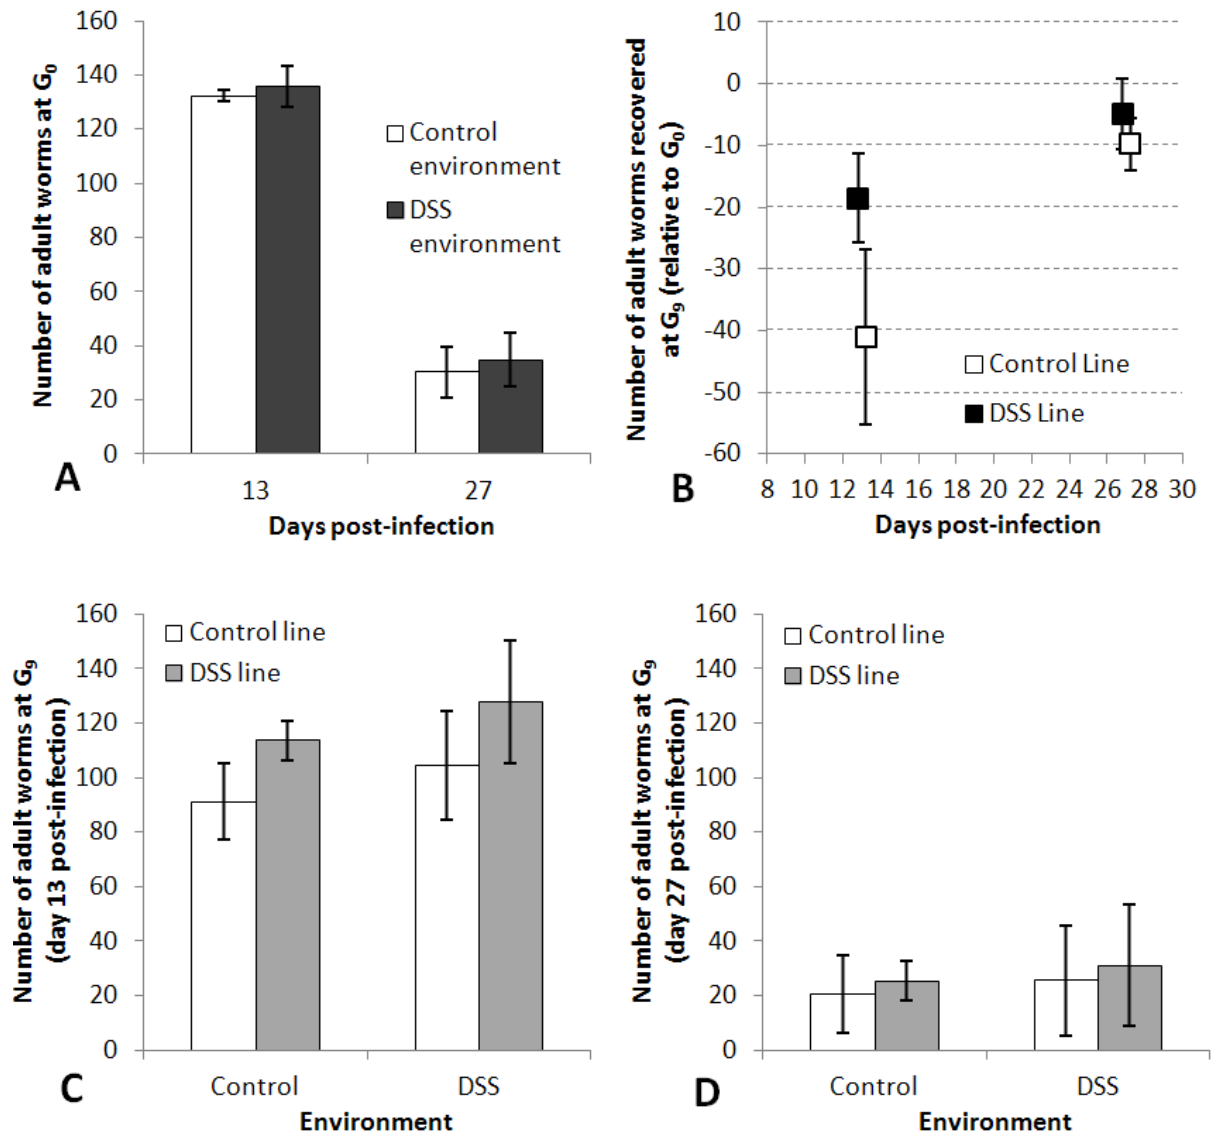 160
140
120
100
80
60
40
20
0
Number of adult worms at G0
Control
environment
DSS
environment
13 27
A
Days post-infection
10
0
-10
-20
-30
-40
-50
-60
Number of adult worms recovered
at G9 (relative to G0)
Control Line
DSS Line
8 10 12 14 16 18 20 22 24 26 28 30
B
Days post-infection
160
140
120
100
80
60
40
20
0
Number of adult worms at G9
(day 13 post-infection)
Control line
DSS line
Control DSS
C
Environment
160
140
120
100
80
60
40
20
0
Number of adult worms at G9
(day 27 post-infection)
Control line
DSS line
Control DSS
D
Environment